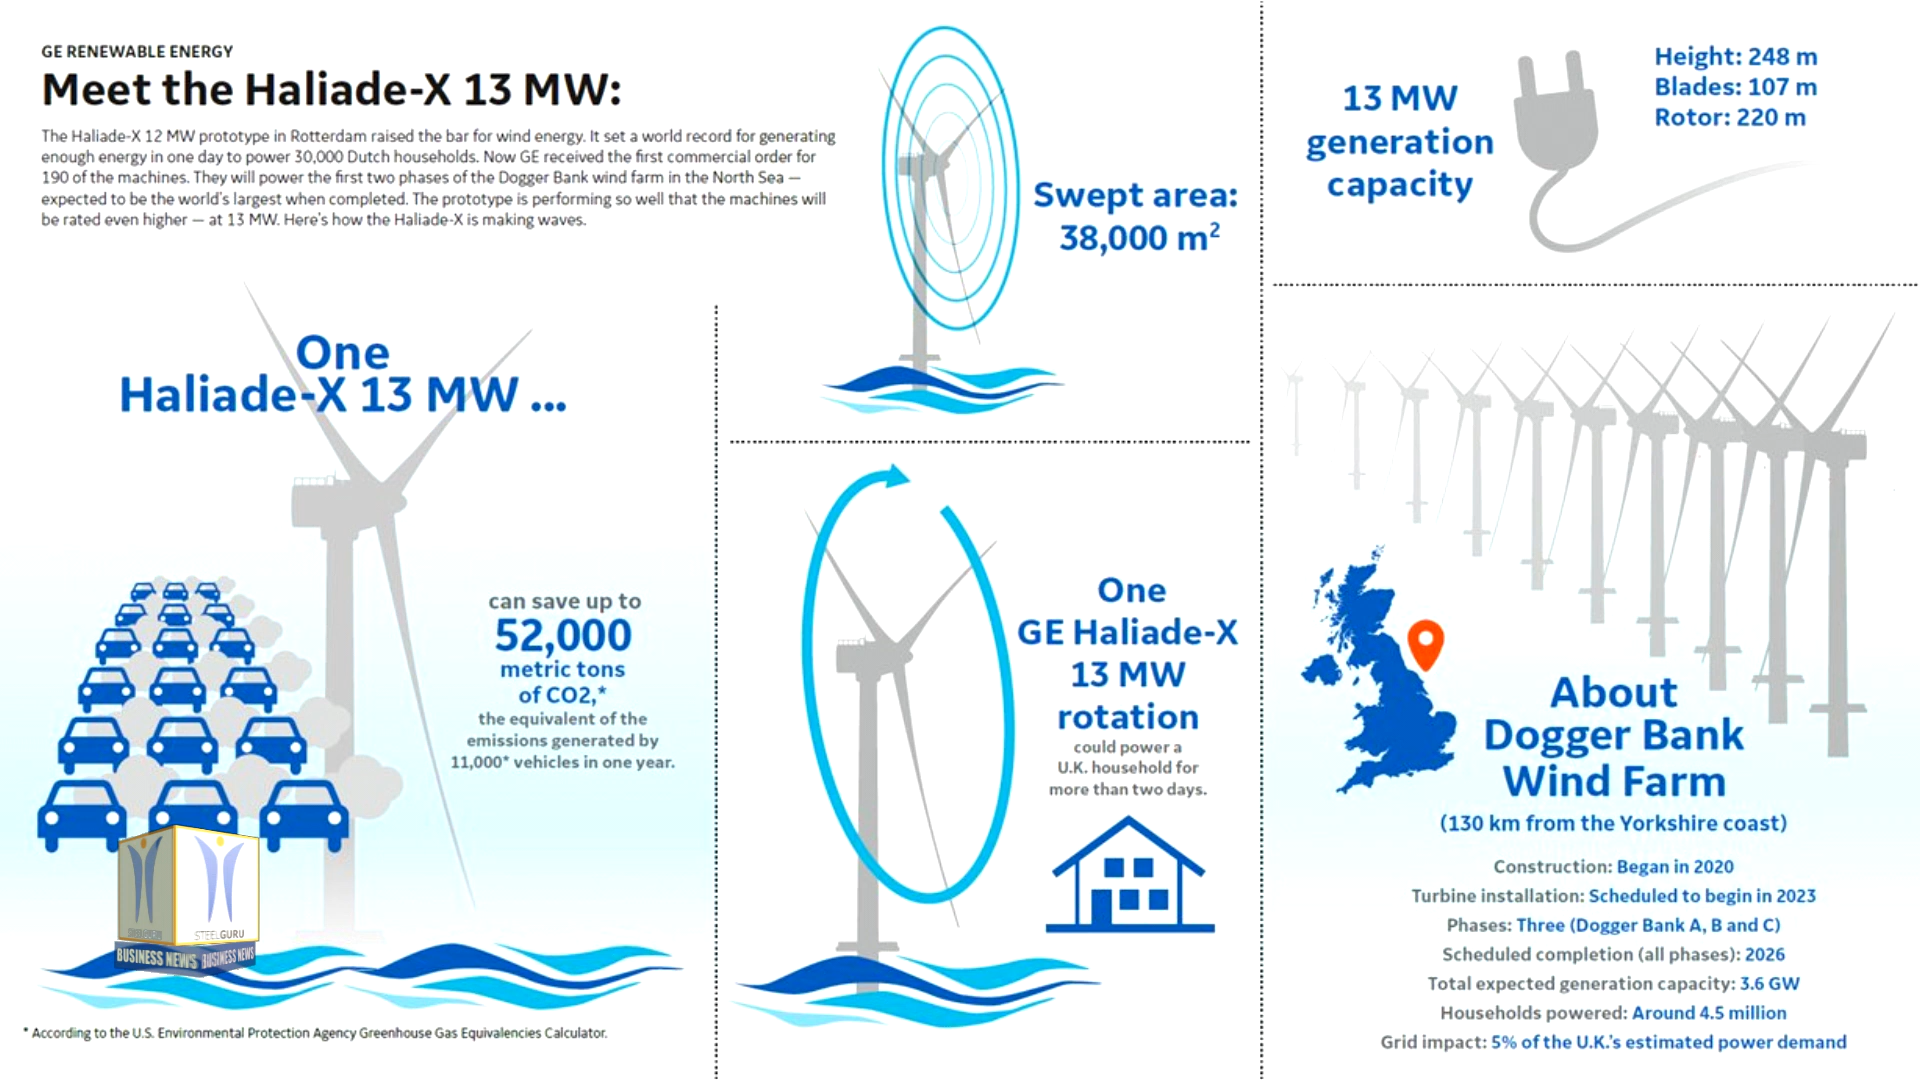 GE RENEWABLE ENERGY
Meet the Haliade-X 13 MW:
The Haliade-X 12 MW prototype in Rotterdam raised the bar for wind energy. It set a world record for generating
enough energy in one day to power 30,000 Dutch households. Now GE received the first commercial order for
190 of the machines. They will power the first two phases of the Dogger Bank wind farm in the North Sea —
expected to be the world's largest when completed. The prototype is performing so well that the machines will
be rated even higher — at 13 MW. Here's how the Haliade-X is making waves.
Swept area:
38,000 m²
13 MW
generation
capacity
Height: 248 m
Blades: 107 m
Rotor: 220 m
One
Haliade-X 13 MW ...
can save up to
52,000
metric tons
of CO2,*
the equivalent of the
emissions generated by
11,000* vehicles in one year.
STEELGURU
STEELGURU
BUSINESS NEWS
BUSINESS NEWS
* According to the U.S. Environmental Protection Agency Greenhouse Gas Equivalencies Calculator.
One
GE Haliade-X
13 MW
rotation
could power a
U.K. household for
more than two days.
About
Dogger Bank
Wind Farm
(130 km from the Yorkshire coast)
Construction: Began in 2020
Turbine installation: Scheduled to begin in 2023
Phases: Three (Dogger Bank A, B and C)
Scheduled completion (all phases): 2026
Total expected generation capacity: 3.6 GW
Households powered: Around 4.5 million
Grid impact: 5% of the U.K.'s estimated power demand